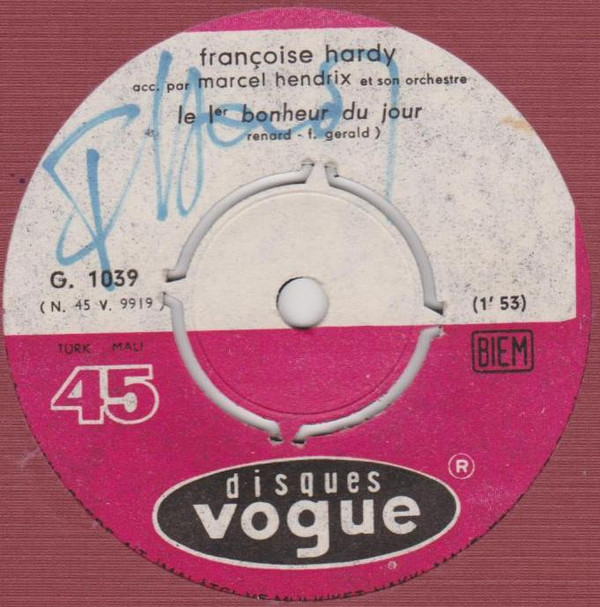 françoise hardy
acc. par marcel hendrix et son orchestre
le 1er bonheur du jour
renard - f. gerald )
G. 1039
( N. 45 V. 9919 )
(1' 53)
TÜRK MALI
BIEM
45
®
disques
vogue